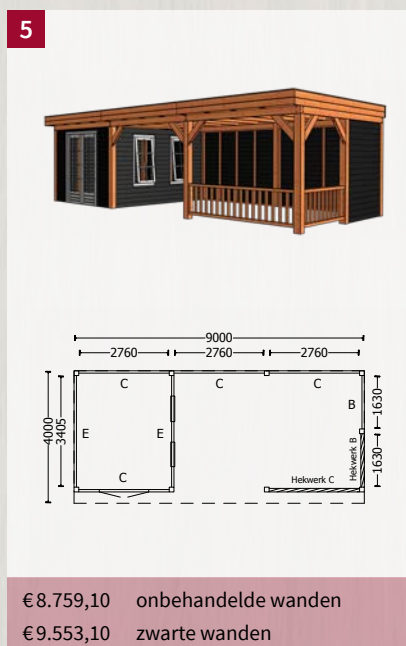 5
9000
2760 2760 2760
C C C
B
1630
4000
3405
E E
Hekwerk B
1630
C
Hekwerk C
€ 8.759,10 onbehandelde wanden
€ 9.553,10 zwarte wanden